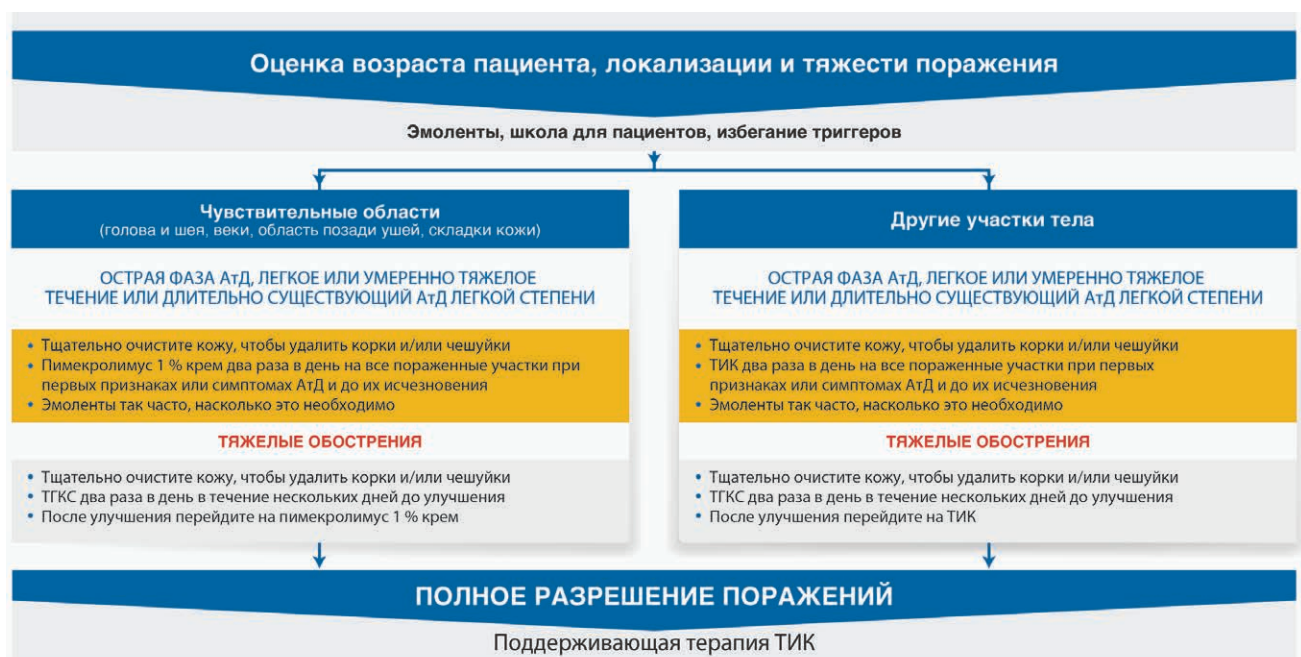 Оценка возраста пациента, локализации и тяжести поражения
Эмоленты, школа для пациентов, избегание триггеров
Чувствительные области
(голова и шея, веки, область позади ушей, складки кожи)
ОСТРАЯ ФАЗА АтД, ЛЕГКОЕ ИЛИ УМЕРЕННО ТЯЖЕЛОЕ
ТЕЧЕНИЕ ИЛИ ДЛИТЕЛЬНО СУЩЕСТВУЮЩИЙ АтД ЛЕГКОЙ СТЕПЕНИ
• Тщательно очистите кожу, чтобы удалить корки и/или чешуйки
• Пимекролимус 1 % крем два раза в день на все пораженные участки при
первых признаках или симптомах АтД и до их исчезновения
• Эмоленты так часто, насколько это необходимо
ТЯЖЕЛЫЕ ОБОСТРЕНИЯ
• Тщательно очистите кожу, чтобы удалить корки и/или чешуйки
• ТГКС два раза в день в течение нескольких дней до улучшения
• После улучшения перейдите на пимекролимус 1 % крем
Другие участки тела
ОСТРАЯ ФАЗА АтД, ЛЕГКОЕ ИЛИ УМЕРЕННО ТЯЖЕЛОЕ
ТЕЧЕНИЕ ИЛИ ДЛИТЕЛЬНО СУЩЕСТВУЮЩИЙ АтД ЛЕГКОЙ СТЕПЕНИ
• Тщательно очистите кожу, чтобы удалить корки и/или чешуйки
• ТИК два раза в день на все пораженные участки при первых
признаках или симптомах АтД и до их исчезновения
• Эмоленты так часто, насколько это необходимо
ТЯЖЕЛЫЕ ОБОСТРЕНИЯ
• Тщательно очистите кожу, чтобы удалить корки и/или чешуйки
• ТГКС два раза в день в течение нескольких дней до улучшения
• После улучшения перейдите на ТИК
ПОЛНОЕ РАЗРЕШЕНИЕ ПОРАЖЕНИЙ
Поддерживающая терапия ТИК